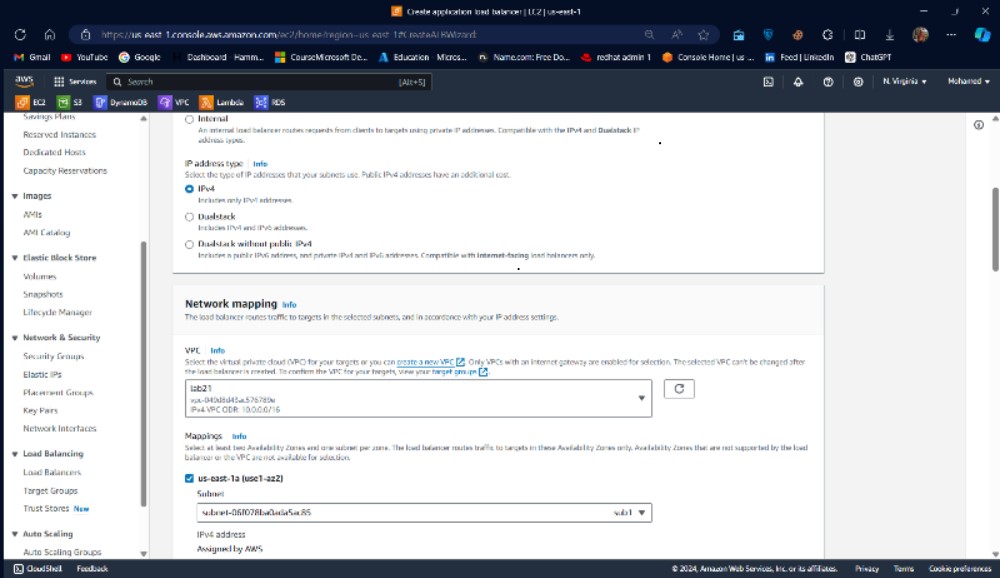 Create application load balancer | EC2 | us-east-1
https://us-east-1.console.aws.amazon.com/ec2/home?region=us-east-1#CreateALBWizard:
Gmail YouTube Google Dashboard Hamm... CourseMicrosoft De... Education Micros... Name.com: Free Do... redhat admin 1 Console Home | us ... Feed | LinkedIn ChatGPT
aws Services Search [Alt+S] N. Virginia Mohamed
EC2 S3 DynamoDB VPC Lambda RDS
Savings Plans
Reserved Instances
Dedicated Hosts
Capacity Reservations
Images
AMIs
AMI Catalog
Elastic Block Store
Volumes
Snapshots
Lifecycle Manager
Network & Security
Security Groups
Elastic IPs
Placement Groups
Key Pairs
Network Interfaces
Load Balancing
Load Balancers
Target Groups
Trust Stores New
Auto Scaling
Auto Scaling Groups
Internal
An internal load balancer routes requests from clients to targets using private IP addresses. Compatible with the IPv4 and Dualstack IP
address types.
IP address type Info
Select the type of IP addresses that your subnets use. Public IPv4 addresses have an additional cost.
IPv4
Includes only IPv4 addresses.
Dualstack
Includes IPv4 and IPv6 addresses.
Dualstack without public IPv4
Includes a public IPv6 address, and private IPv4 and IPv6 addresses. Compatible with internet-facing load balancers only.
Network mapping Info
The load balancer routes traffic to targets in the selected subnets, and in accordance with your IP address settings.
VPC Info
Select the virtual private cloud (VPC) for your targets or you can create a new VPC. Only VPCs with an internet gateway are enabled for selection. The selected VPC can't be changed after
the load balancer is created. To confirm the VPC for your targets, view your target groups.
lab21
IPv4 VPC CIDR: 10.0.0.0/16
Mappings Info
Select at least two Availability Zones and one subnet per zone. The load balancer routes traffic to targets in these Availability Zones only. Availability Zones that are not supported by the load
balancer or the VPC are not available for selection.
us-east-1a (use1-az2)
Subnet
subnet-06f078ba0ada5ac85 sub1
IPv4 address
Assigned by AWS
CloudShell Feedback © 2024, Amazon Web Services, Inc. or its affiliates. Privacy Terms Cookie preferences